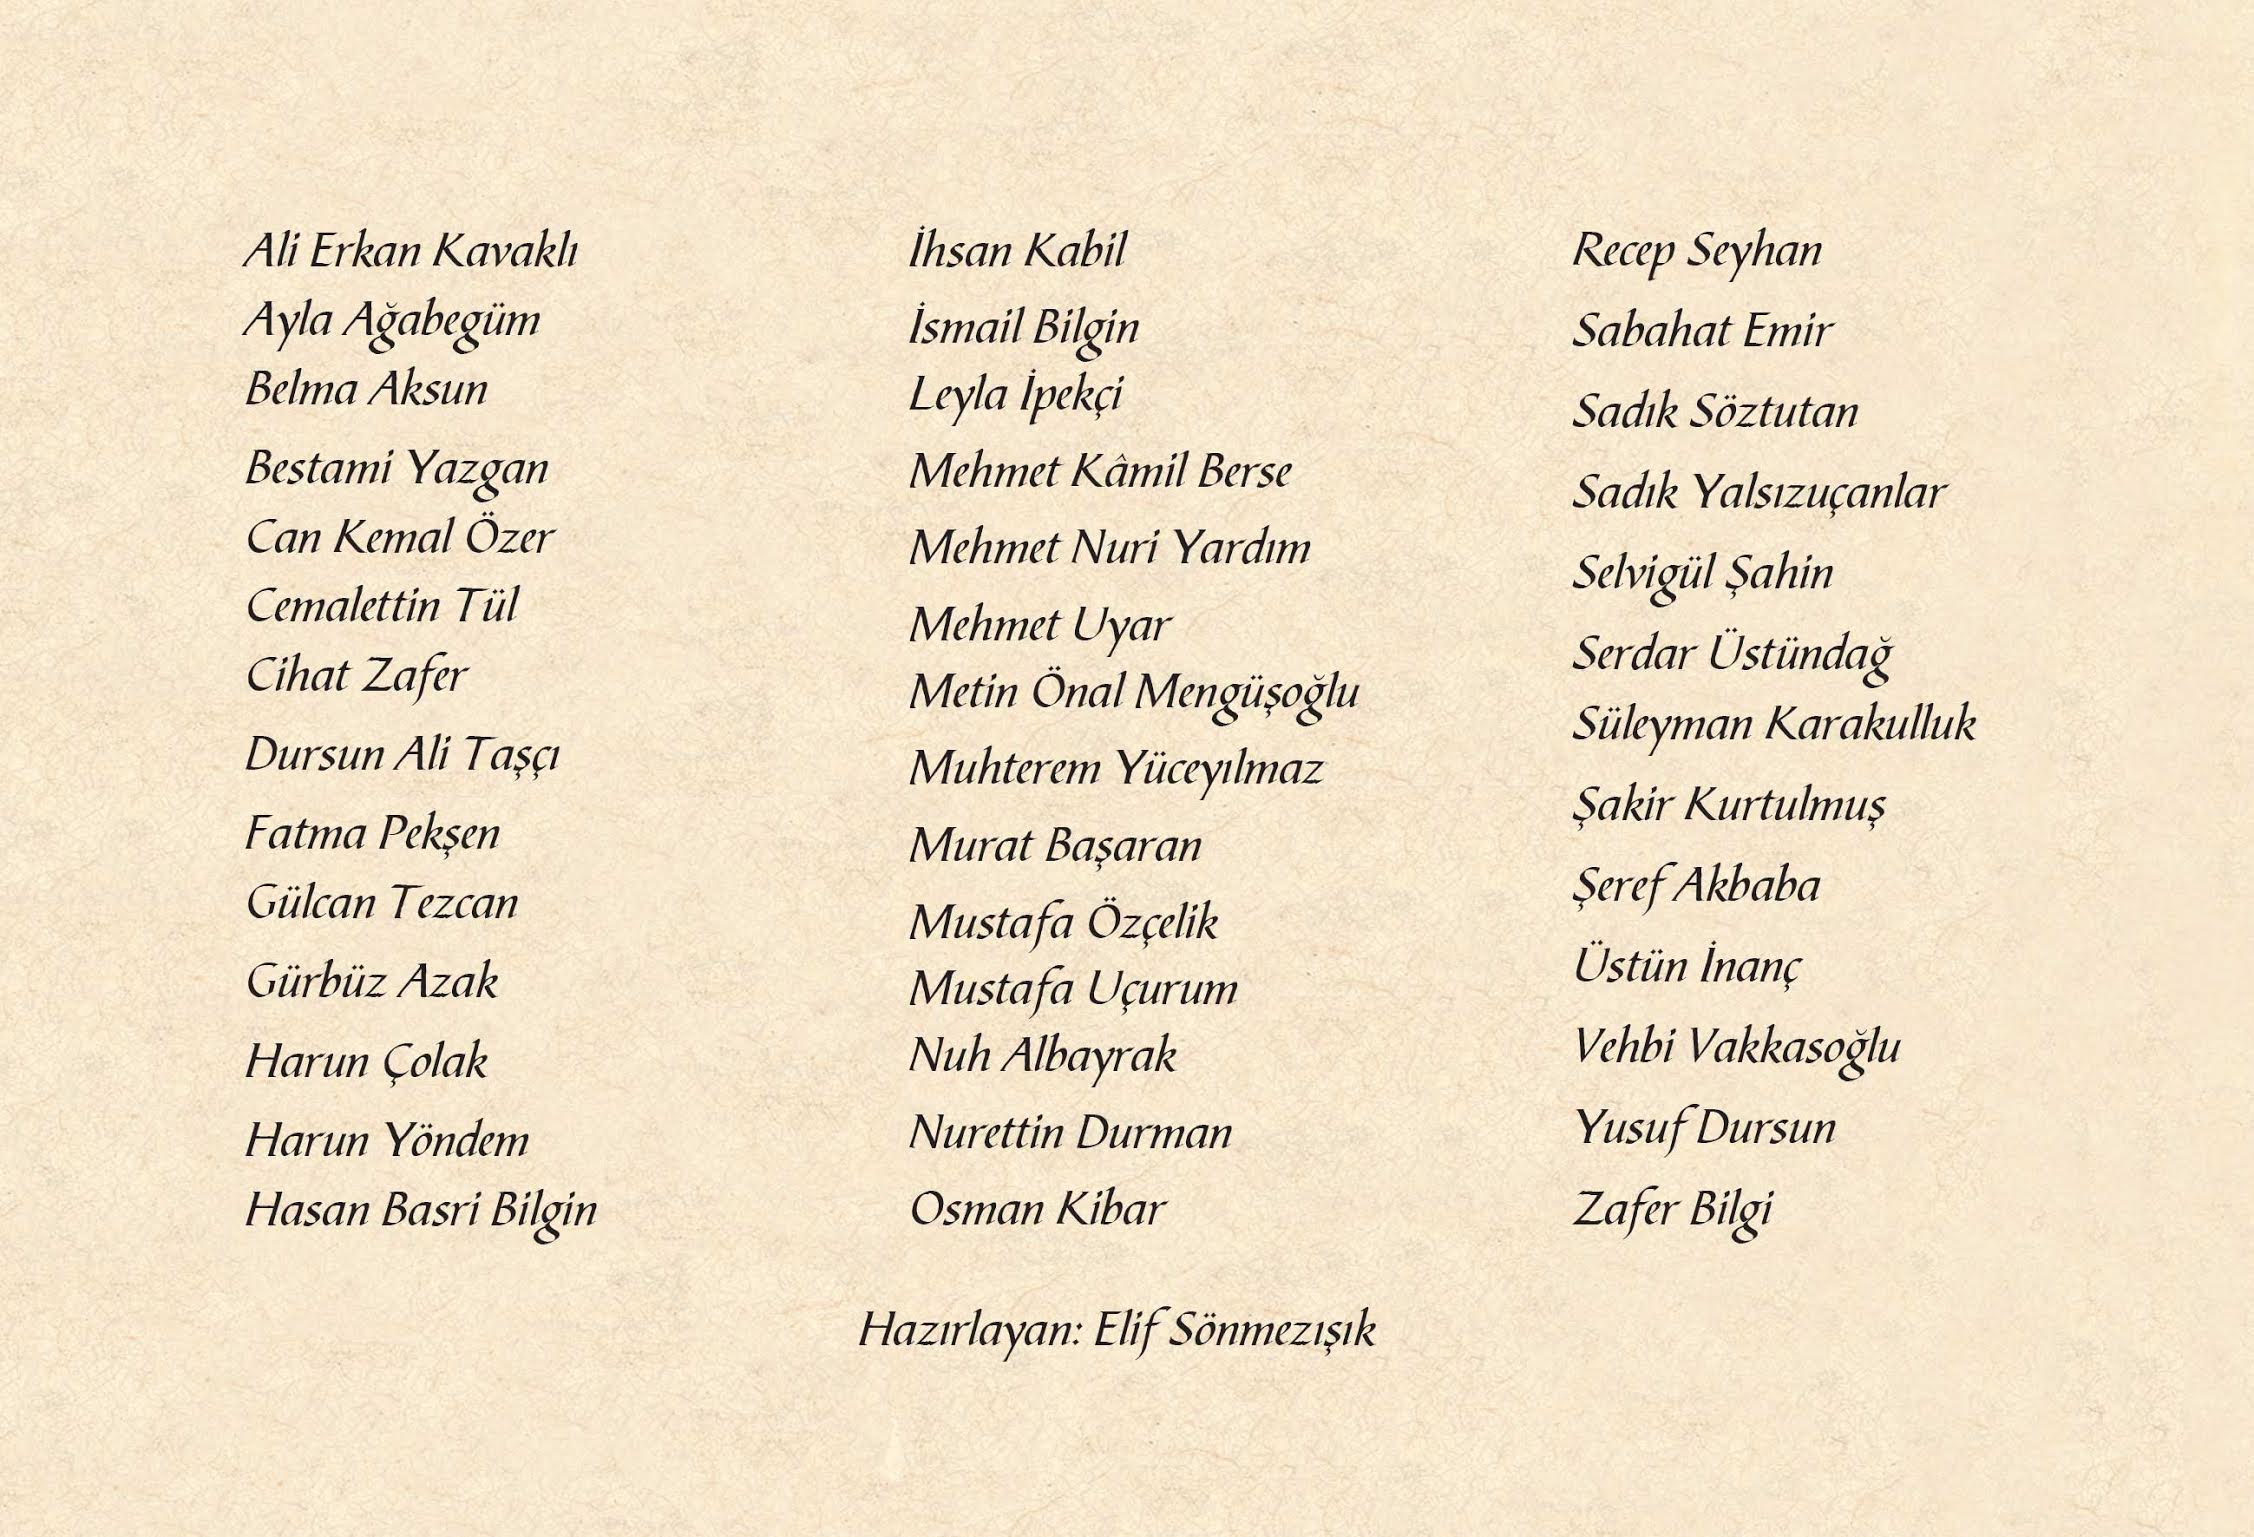 Ali Erkan Kavaklı
Ayla Ağabegüm
Belma Aksun
Bestami Yazgan
Can Kemal Özer
Cemalettin Tül
Cihat Zafer
Dursun Ali Taşçı
Fatma Pekşen
Gülcan Tezcan
Gürbüz Azak
Harun Çolak
Harun Yöndem
Hasan Basri Bilgin
İhsan Kabil
İsmail Bilgin
Leyla İpekçi
Mehmet Kâmil Berse
Mehmet Nuri Yardım
Mehmet Uyar
Metin Önal Mengüşoğlu
Muhterem Yüceyılmaz
Murat Başaran
Mustafa Özçelik
Mustafa Uçurum
Nuh Albayrak
Nurettin Durman
Osman Kibar
Recep Seyhan
Sabahat Emir
Sadık Söztutan
Sadık Yalsızuçanlar
Selvigül Şahin
Serdar Üstündağ
Süleyman Karakulluk
Şakir Kurtulmuş
Şeref Akbaba
Üstün İnanç
Vehbi Vakkasoğlu
Yusuf Dursun
Zafer Bilgi
Hazırlayan: Elif Sönmezışık